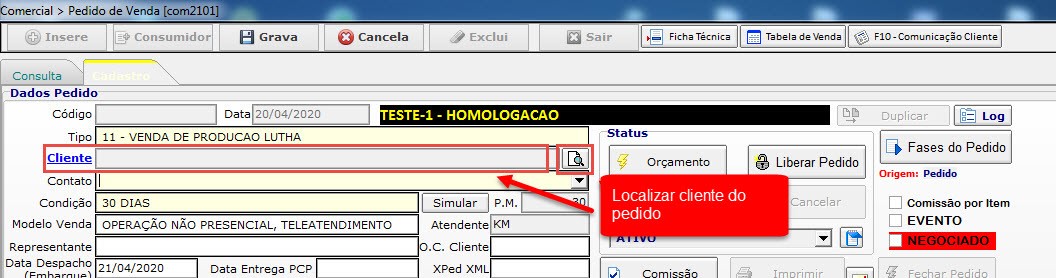 Comercial > Pedido de Venda [com2101]
Insere Consumidor Grava Cancela Exclui Sair Ficha Técnica Tabela de Venda F10 - Comunicação Cliente
Consulta Cadastro
Dados Pedido
Código Data 20/04/2020 TESTE-1 - HOMOLOGACAO Duplicar Log
Tipo 11 - VENDA DE PRODUCAO LUTHA Status
Cliente Orçamento Liberar Pedido Fases do Pedido
Contato Origem: Pedido
Localizar cliente do
pedido
Condição 30 DIAS Simular P.M. 30 Cancelar Comissão por Item
Modelo Venda OPERAÇÃO NÃO PRESENCIAL, TELEATENDIMENTO Atendente KM EVENTO
Representante O.C. Cliente ATIVO NEGOCIADO
Data Despacho
(Embarque) 21/04/2020 Data Entrega PCP XPed XML Comissão Imprimir Fechar Pedido